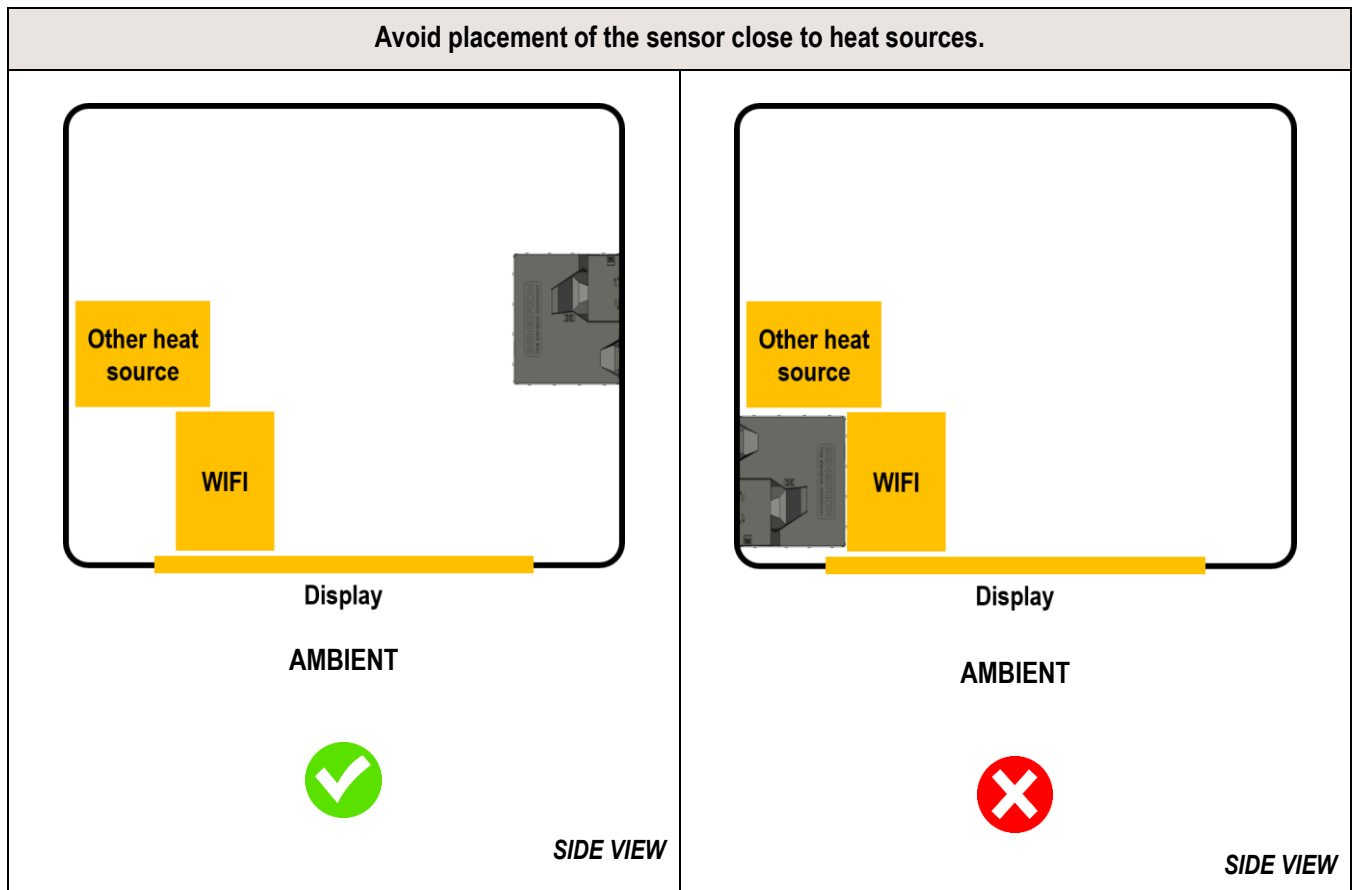 Avoid placement of the sensor close to heat sources.
Other heat
source
WIFI
Display
AMBIENT
SIDE VIEW
Other heat
source
WIFI
Display
AMBIENT
SIDE VIEW